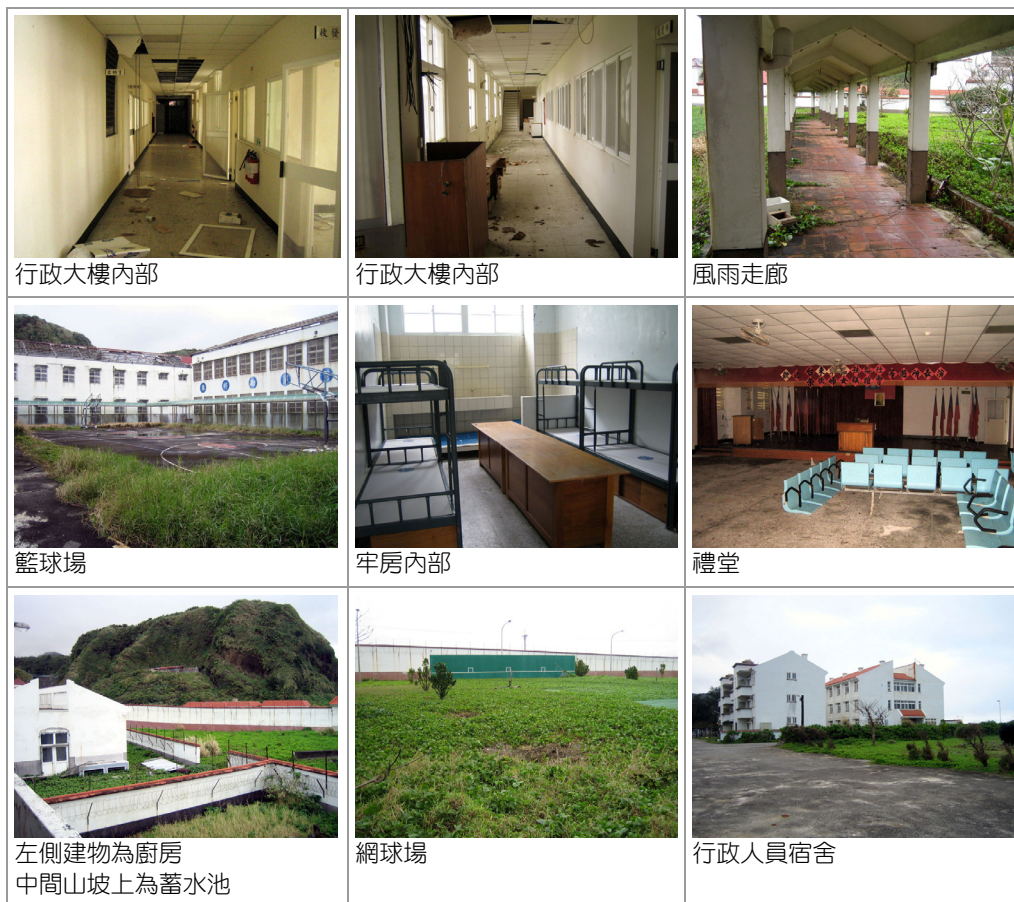 行政大樓內部
行政大樓內部
風雨走廊
籃球場
牢房內部
禮堂
左側建物為廚房
中間山坡上為蓄水池
網球場
行政人員宿舍